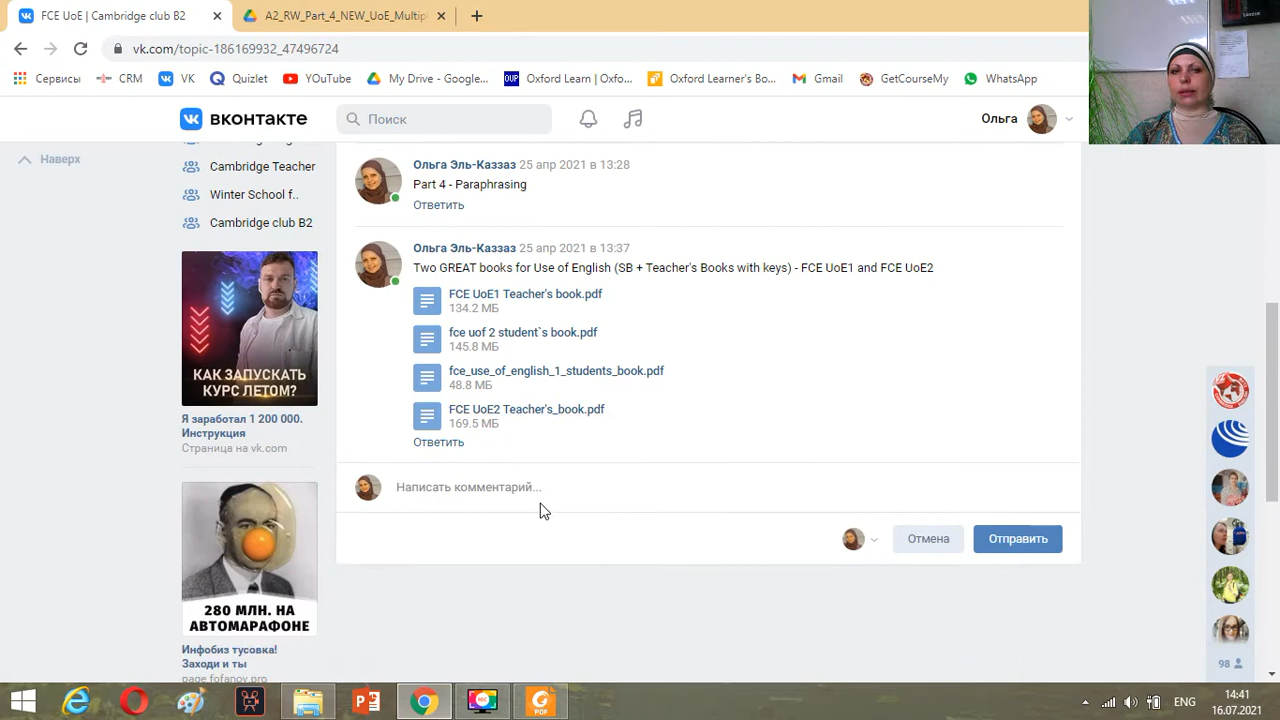 FCE UoE | Cambridge club B2
A2_RW_Part_4_NEW_UoE_Multip
vk.com/topic-186169932_47496724
Сервисы
CRM
VK
Quizlet
YOUTube
My Drive - Google...
OUP
Oxford Learn | Oxfo...
Oxford Learner's Bo...
Gmail
GetCourseMy
WhatsApp
вконтакте
Поиск
Ольга
Наверх
Cambridge Teacher
Winter School f..
Cambridge club B2
Ольга Эль-Каззаз 25 апр 2021 в 13:28
Part 4 - Paraphrasing
Ответить
Ольга Эль-Каззаз 25 апр 2021 в 13:37
Two GREAT books for Use of English (SB + Teacher's Books with keys) - FCE UoE1 and FCE UoE2
FCE UoE1 Teacher's book.pdf
134.2 МБ
fce uof 2 student`s book.pdf
145.8 МБ
fce_use_of_english_1_students_book.pdf
48.8 МБ
FCE UoE2 Teacher's_book.pdf
169.5 МБ
Ответить
Написать комментарий...
Отмена
Отправить
КАК ЗАПУСКАТЬ
КУРС ЛЕТОМ?
Я заработал 1 200 000.
Инструкция
Страница на vk.com
280 МЛН. НА
АВТОМАРАФОНЕ
Инфобиз тусовка!
Заходи и ты
page.fofanov.pro
98
PDF
ENG
14:41
16.07.2021